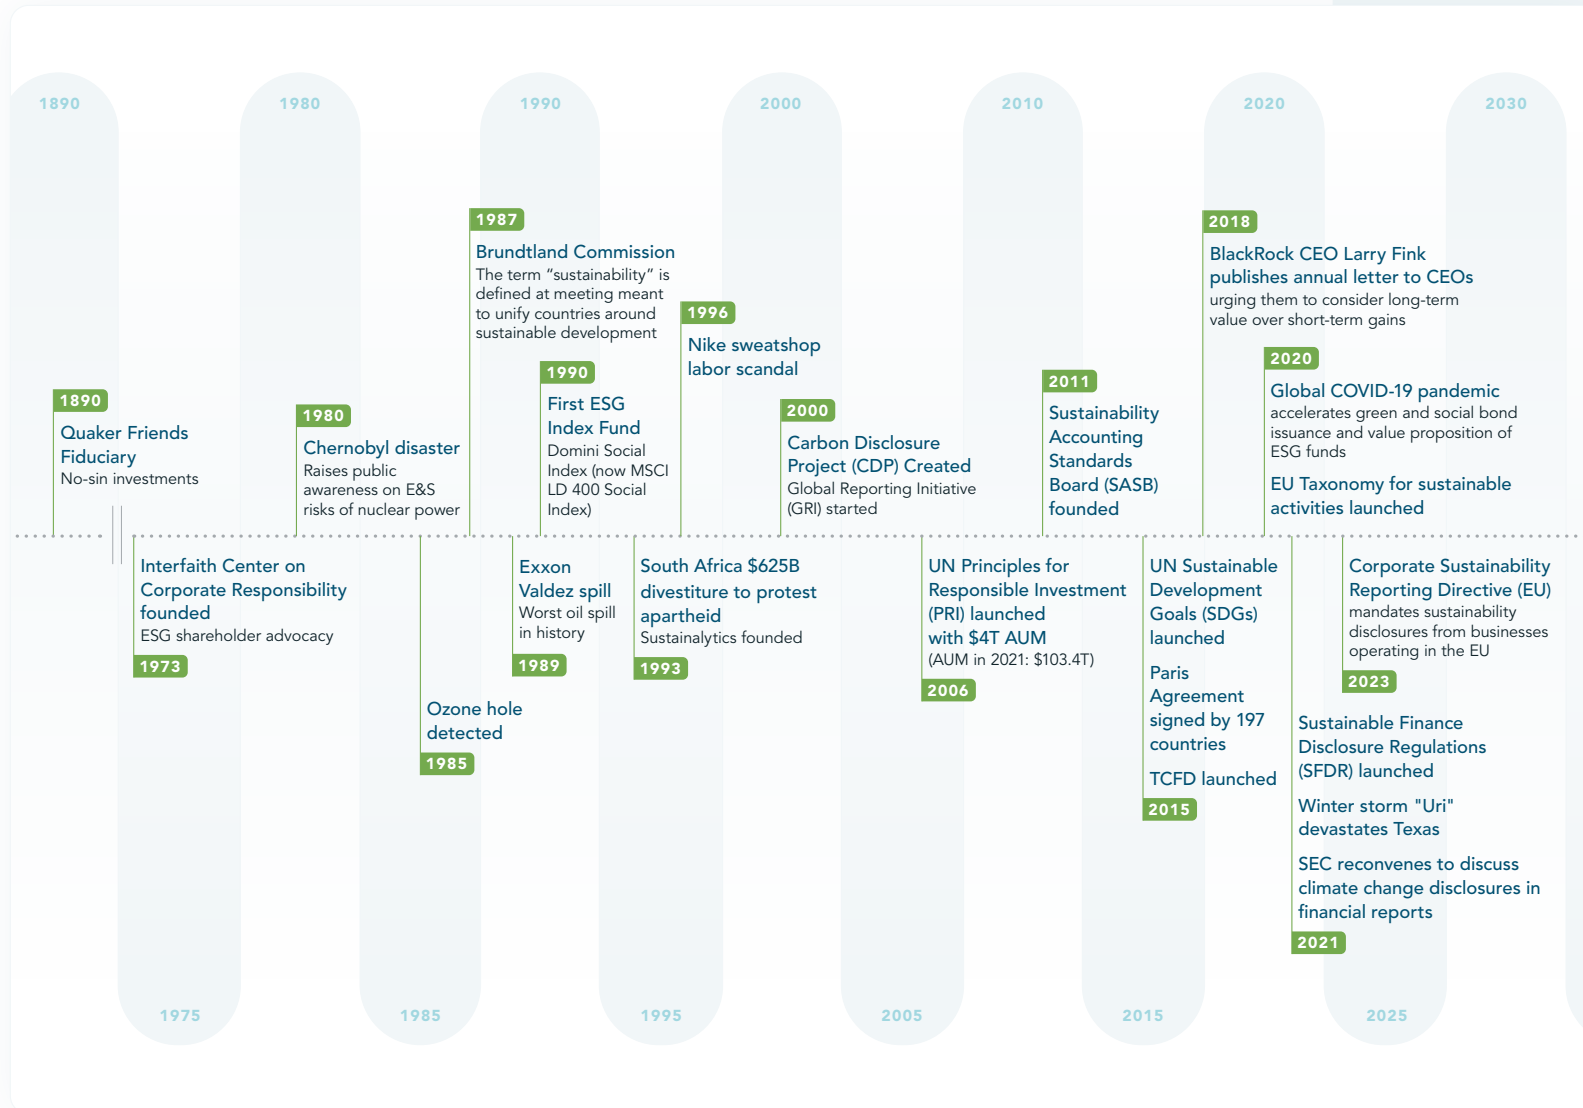 1890
1980
1990
2000
2010
2020
2030
1987
Brundtland Commission
The term “sustainability” is
defined at meeting meant
to unify countries around
sustainable development
2018
BlackRock CEO Larry Fink
publishes annual letter to CEOs
urging them to consider long-term
value over short-term gains
1996
Nike sweatshop
labor scandal
1990
First ESG
Index Fund
Domini Social
Index (now MSCI
LD 400 Social
Index)
2020
Global COVID-19 pandemic
accelerates green and social bond
issuance and value proposition of
ESG funds
EU Taxonomy for sustainable
activities launched
1890
Quaker Friends
Fiduciary
No-sin investments
1980
Chernobyl disaster
Raises public
awareness on E&S
risks of nuclear power
2000
Carbon Disclosure
Project (CDP) Created
Global Reporting Initiative
(GRI) started
2011
Sustainability
Accounting
Standards
Board (SASB)
founded
Interfaith Center on
Corporate Responsibility
founded
ESG shareholder advocacy
1973
Ozone hole
detected
1985
Exxon
Valdez spill
Worst oil spill
in history
1989
South Africa $625B
divestiture to protest
apartheid
Sustainalytics founded
1993
UN Principles for
Responsible Investment
(PRI) launched
with $4T AUM
(AUM in 2021: $103.4T)
2006
UN Sustainable
Development
Goals (SDGs)
launched
Paris
Agreement
signed by 197
countries
TCFD launched
2015
Corporate Sustainability
Reporting Directive (EU)
mandates sustainability
disclosures from businesses
operating in the EU
2023
Sustainable Finance
Disclosure Regulations
(SFDR) launched
Winter storm "Uri"
devastates Texas
SEC reconvenes to discuss
climate change disclosures in
financial reports
2021
1975
1985
1995
2005
2015
2025